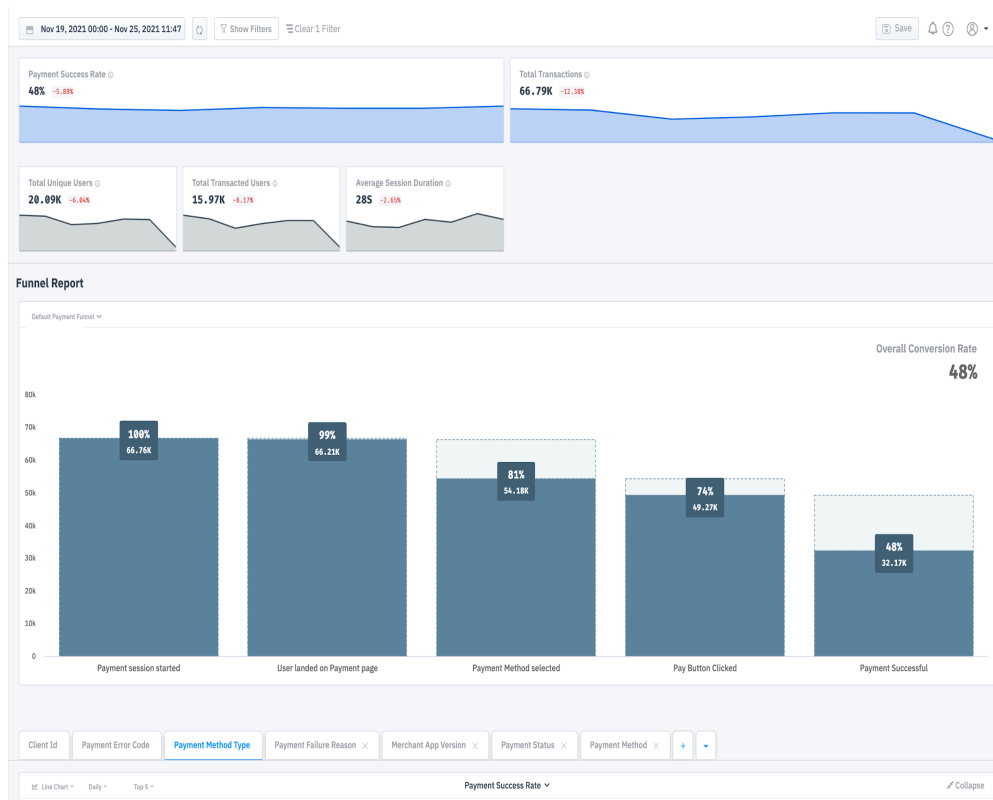 Nov 19, 2021 00:00 - Nov 25, 2021 11:47
Show Filters
Clear 1 Filter
Save
Payment Success Rate
48% -5.88%
Total Transactions
66.79K -12.38%
Total Unique Users
20.09K -6.04%
Total Transacted Users
15.97K -8.17%
Average Session Duration
28S -2.65%
Funnel Report
Default Payment Funnel
Overall Conversion Rate
48%
80k
70k
60k
50k
40k
30k
20k
10k
0
100%
66.76K
99%
66.21K
81%
54.18K
74%
49.27K
48%
32.17K
Payment session started
User landed on Payment page
Payment Method selected
Pay Button Clicked
Payment Successful
Client Id
Payment Error Code
Payment Method Type
Payment Failure Reason
Merchant App Version
Payment Status
Payment Method
+
Line Chart
Daily
Top 5
Payment Success Rate
Collapse